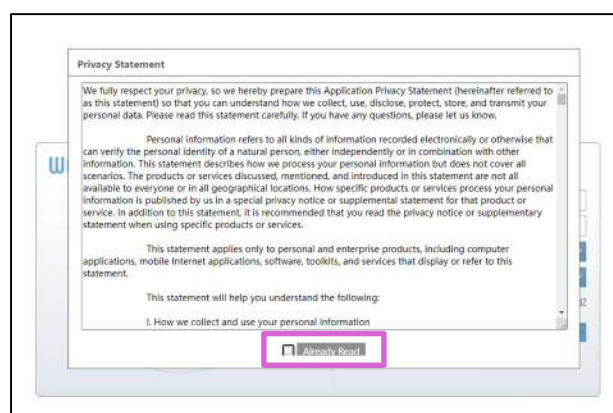 Privacy Statement
We fully respect your privacy, so we hereby prepare this Application Privacy Statement (hereinafter referred to
as this statement) so that you can understand how we collect, use, disclose, protect, store, and transmit your
personal data. Please read this statement carefully. If you have any questions, please let us know.
Personal information refers to all kinds of information recorded electronically or otherwise that
can verify the personal identity of a natural person, either independently or in combination with other
information. This statement describes how we process your personal information but does not cover all
scenarios. The products or services discussed, mentioned, and introduced in this statement are not all
available to everyone or in all geographical locations. How specific products or services process your personal
information is published by us in a special privacy notice or supplemental statement for that product or
service. In addition to this statement, it is recommended that you read the privacy notice or supplementary
statement when using specific products or services.
This statement applies only to personal and enterprise products, including computer
applications, mobile Internet applications, software, toolkits, and services that display or refer to this
statement.
This statement will help you understand the following:
I. How we collect and use your personal information
Already Read